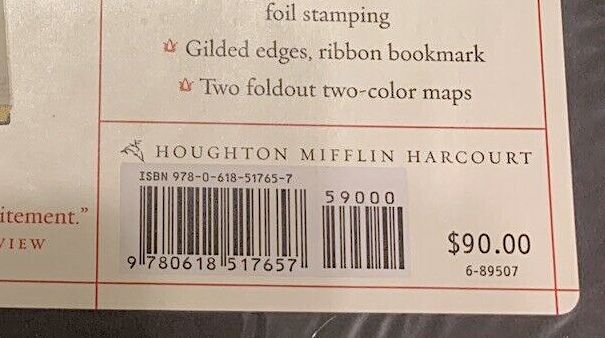 foil stamping
Gilded edges, ribbon bookmark
Two foldout two-color maps
HOUGHTON MIFFLIN HARCOURT
ISBN 978-0-618-51765-7
59000
9 780618 517657
$90.00
6-89507
itement.”
VIEW